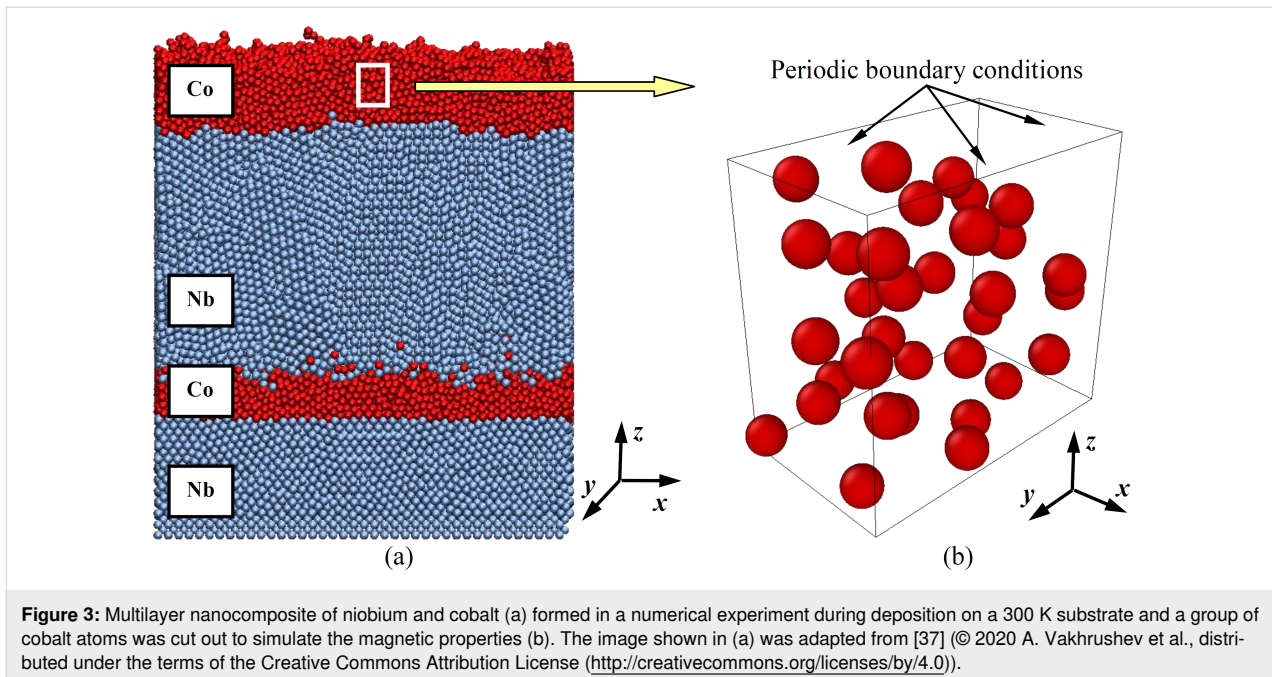 Co
Nb
Co
Nb
z
y
x
(a)
Periodic boundary conditions
z
y
x
(b)
Figure 3: Multilayer nanocomposite of niobium and cobalt (a) formed in a numerical experiment during deposition on a 300 K substrate and a group of
cobalt atoms was cut out to simulate the magnetic properties (b). The image shown in (a) was adapted from [37] (© 2020 A. Vakhrushev et al., distri-
buted under the terms of the Creative Commons Attribution License (http://creativecommons.org/licenses/by/4.0)).